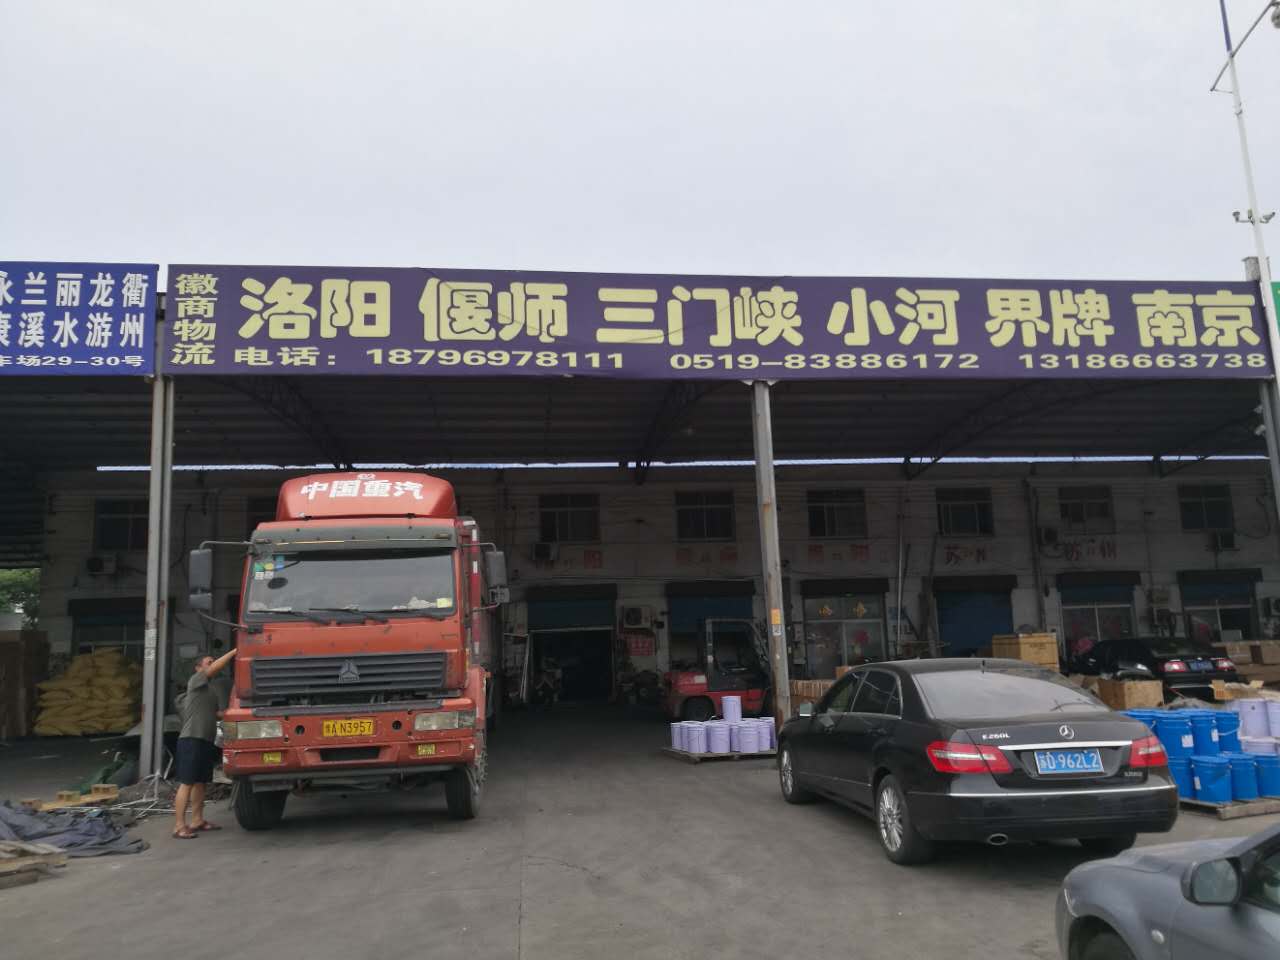 兰丽龙衢
溪水游州
车场29-30号
徽商物流
洛阳 偃师 三门峡 小河 界牌 南京
电话：18796978111 0519-83886172 13186663738
中国重汽
A N3957
苏D·962L2
E 260L